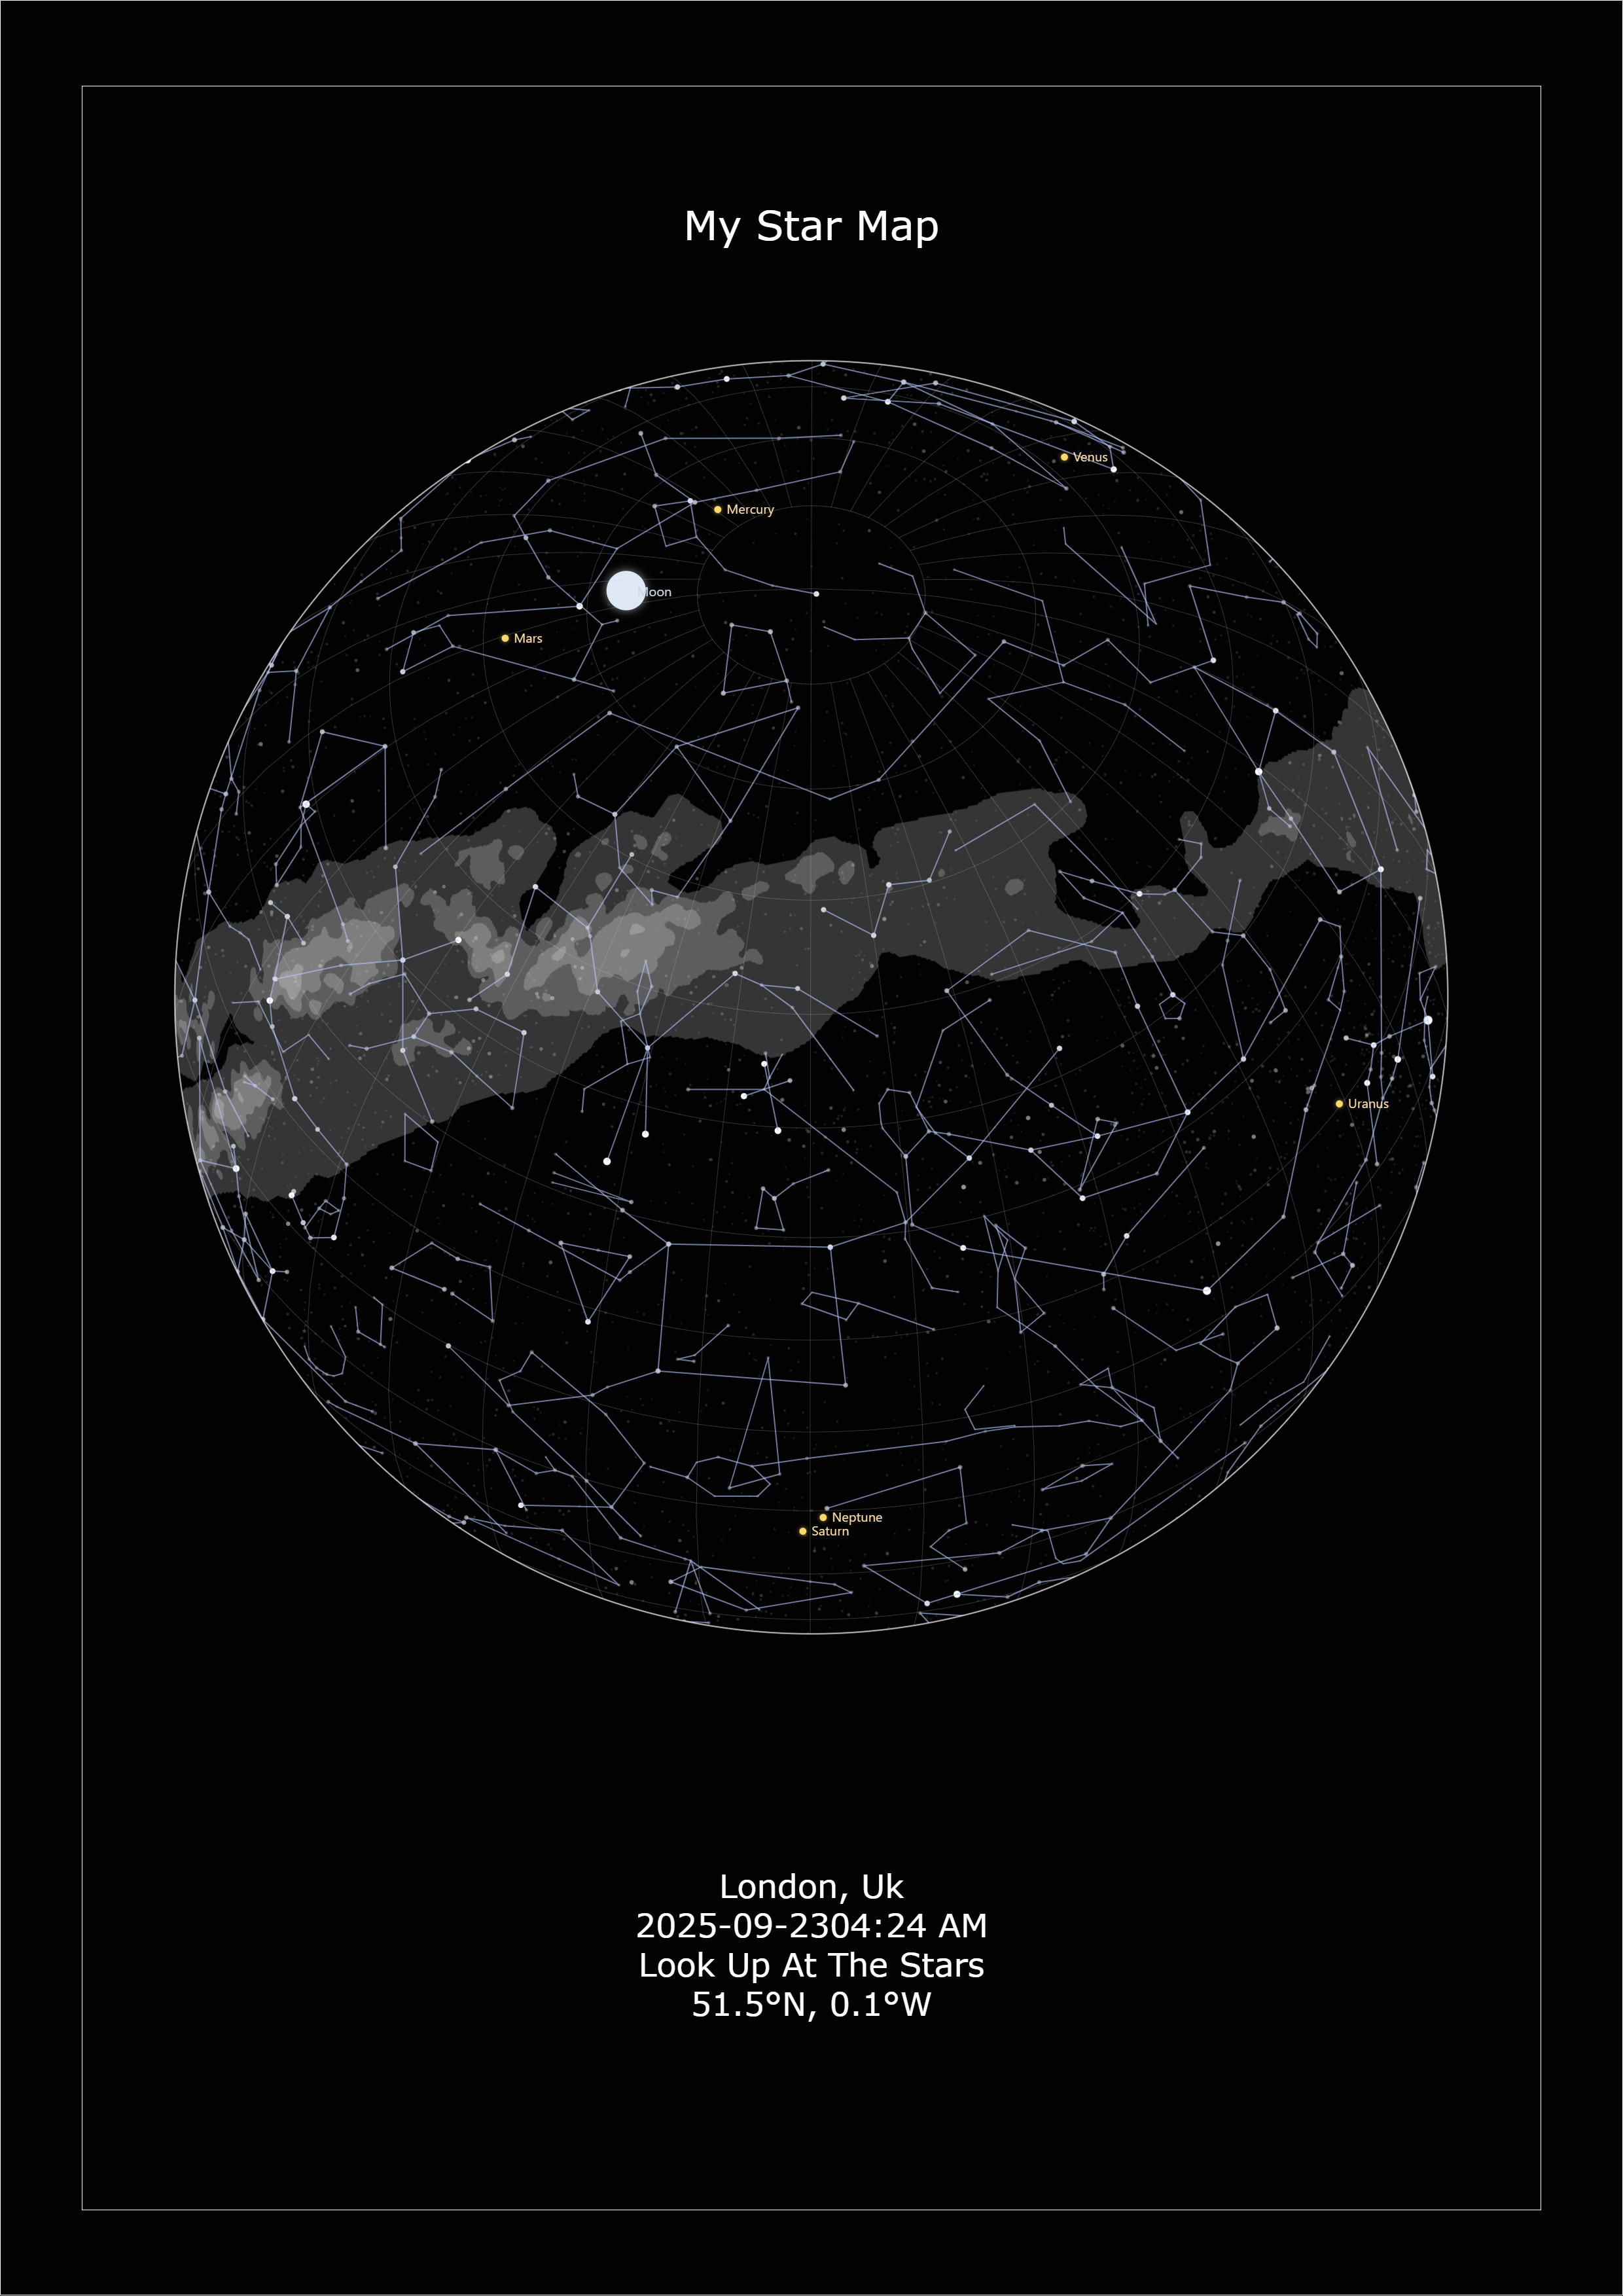 My Star Map
Venus
Mercury
Moon
Mars
Uranus
Neptune
Saturn
London, Uk
2025-09-2304:24 AM
Look Up At The Stars
51.5°N, 0.1°W